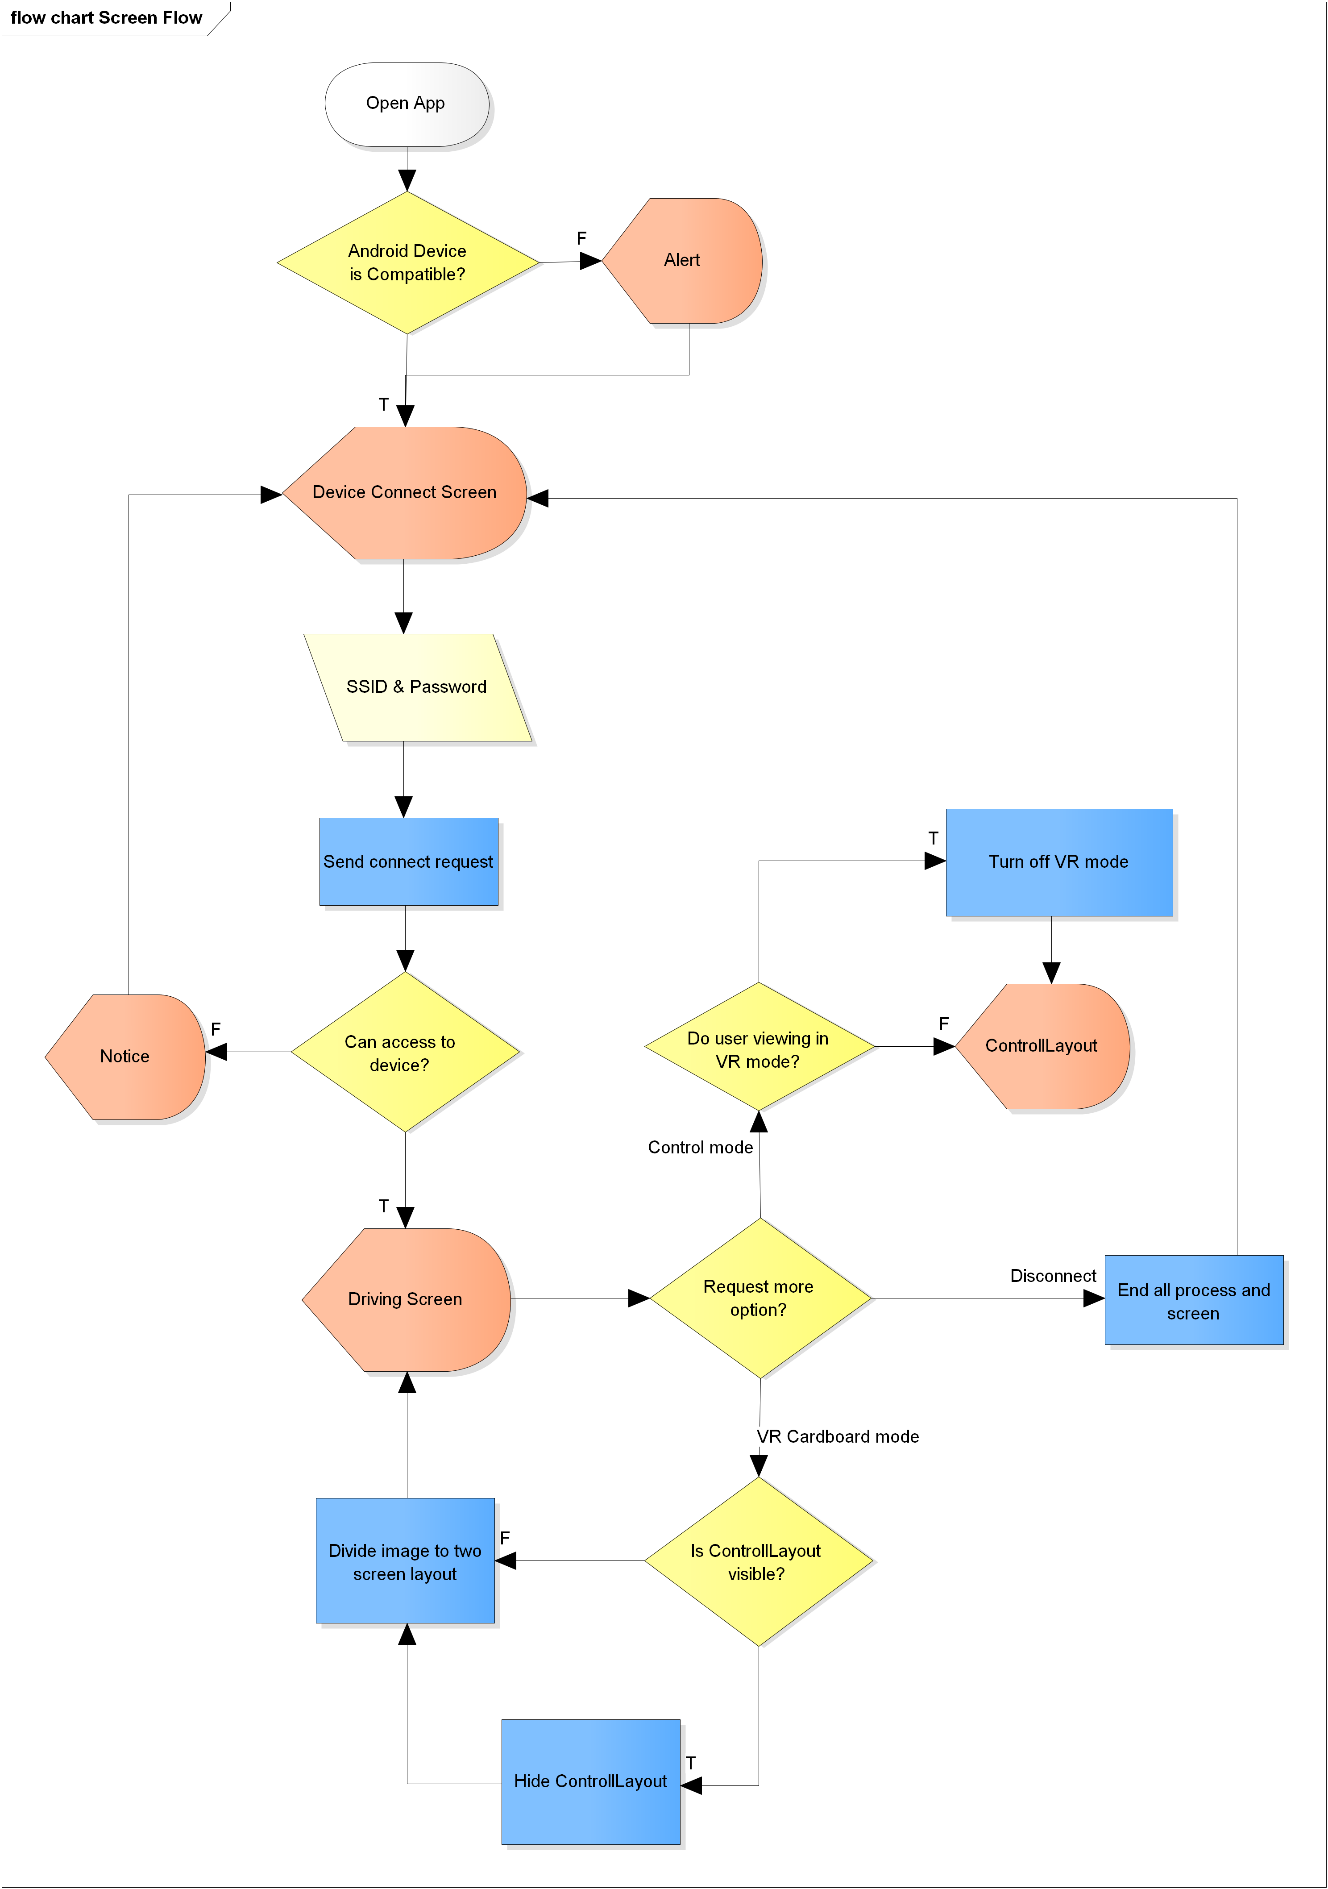 flow chart Screen Flow
Open App
Android Device
is Compatible?
F
Alert
T
Device Connect Screen
SSID & Password
Send connect request
T
Turn off VR mode
Can access to
device?
F
Notice
Do user viewing in
VR mode?
F
ControllLayout
Control mode
T
Driving Screen
Request more
option?
Disconnect
End all process and
screen
VR Cardboard mode
Is ControllLayout
visible?
F
Divide image to two
screen layout
T
Hide ControllLayout